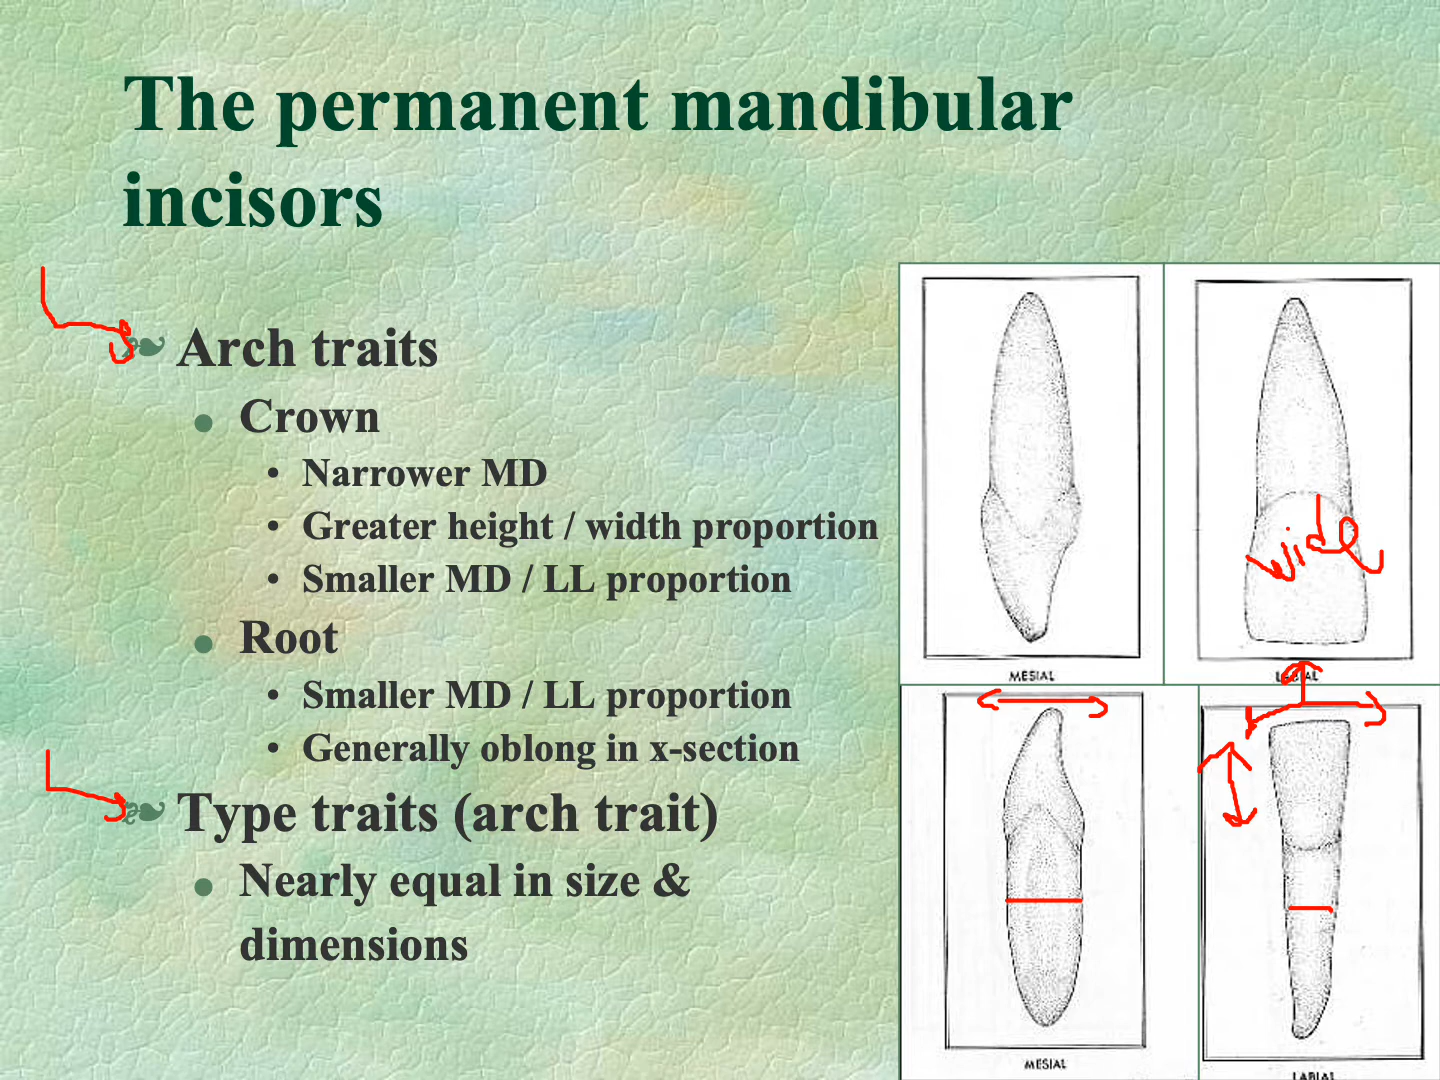 The permanent mandibular
incisors
Arch traits
Crown
• Narrower MD
• Greater height / width proportion
• Smaller MD / LL proportion
Root
• Smaller MD / LL proportion
• Generally oblong in x-section
Type traits (arch trait)
Nearly equal in size &
dimensions
wide
MESIAL
LABIAL
MESIAL
LABIAL